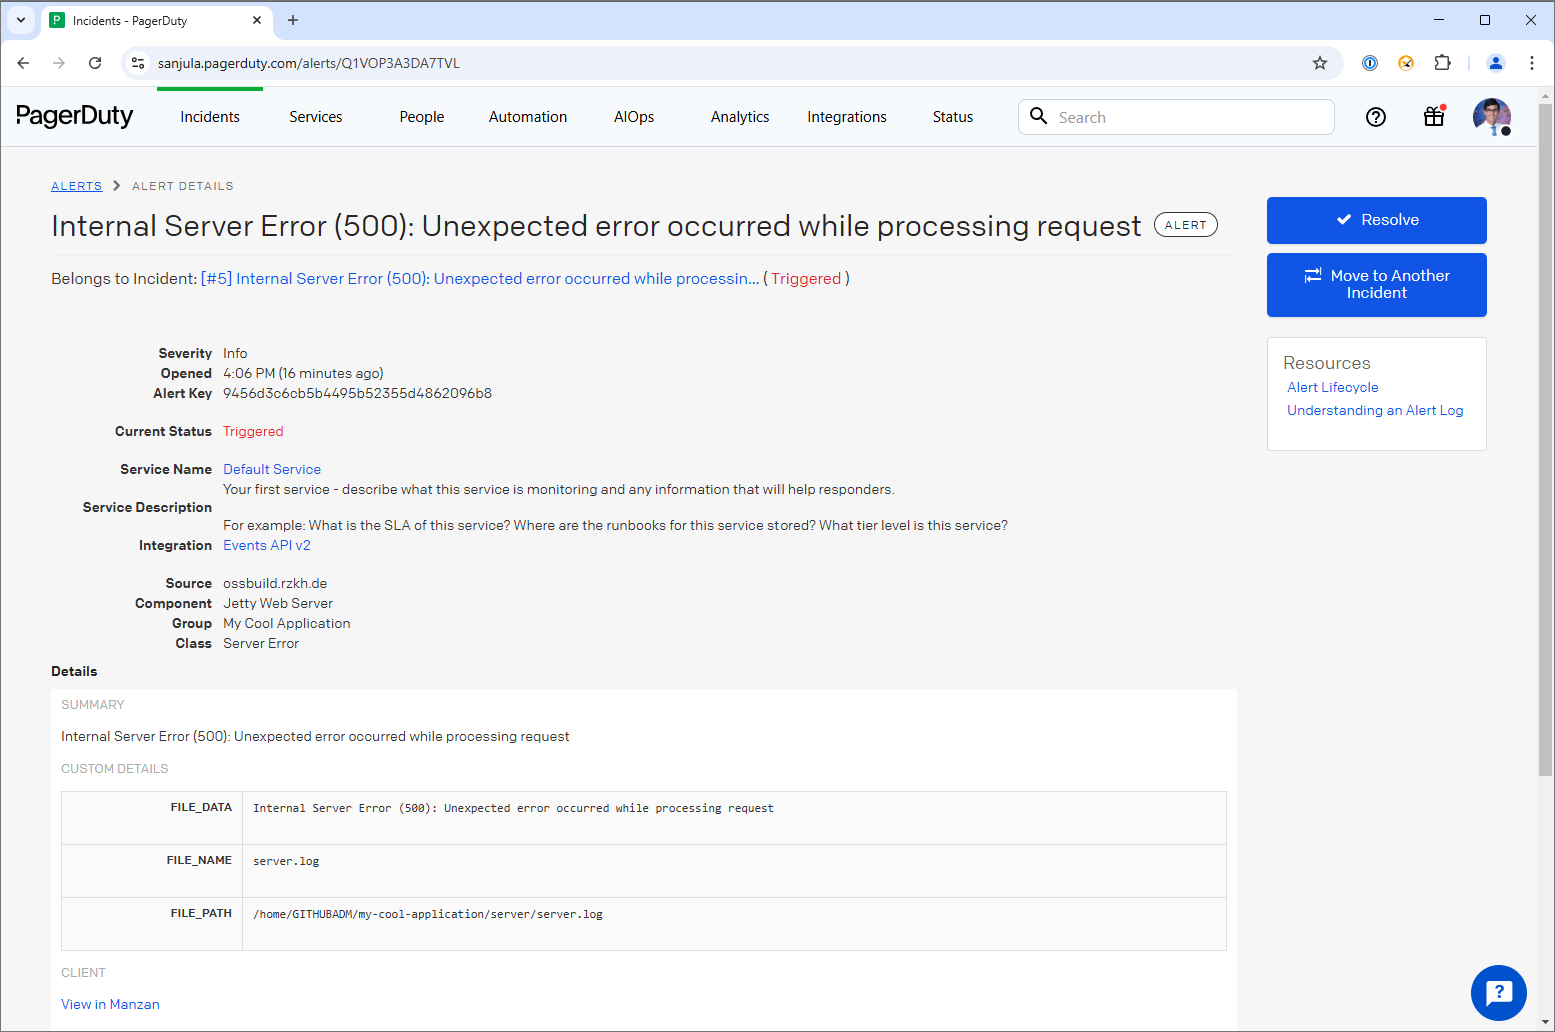 Incidents - PagerDuty
sanjula.pagerduty.com/alerts/Q1VOP3A3DA7TVL
PagerDuty
Incidents
Services
People
Automation
AIOps
Analytics
Integrations
Status
Search
ALERTS > ALERT DETAILS
Internal Server Error (500): Unexpected error occurred while processing request ALERT
Belongs to Incident: [#5] Internal Server Error (500): Unexpected error occurred while processin... ( Triggered )
Resolve
Move to Another
Incident
Resources
Alert Lifecycle
Understanding an Alert Log
Severity Info
Opened 4:06 PM (16 minutes ago)
Alert Key 9456d3c6cb5b4495b52355d4862096b8
Current Status Triggered
Service Name Default Service
Your first service - describe what this service is monitoring and any information that will help responders.
Service Description
For example: What is the SLA of this service? Where are the runbooks for this service stored? What tier level is this service?
Integration Events API v2
Source ossbuild.rzkh.de
Component Jetty Web Server
Group My Cool Application
Class Server Error
Details
SUMMARY
Internal Server Error (500): Unexpected error occurred while processing request
CUSTOM DETAILS
FILE_DATA Internal Server Error (500): Unexpected error occurred while processing request
FILE_NAME server.log
FILE_PATH /home/GITHUBADM/my-cool-application/server/server.log
CLIENT
View in Manzan